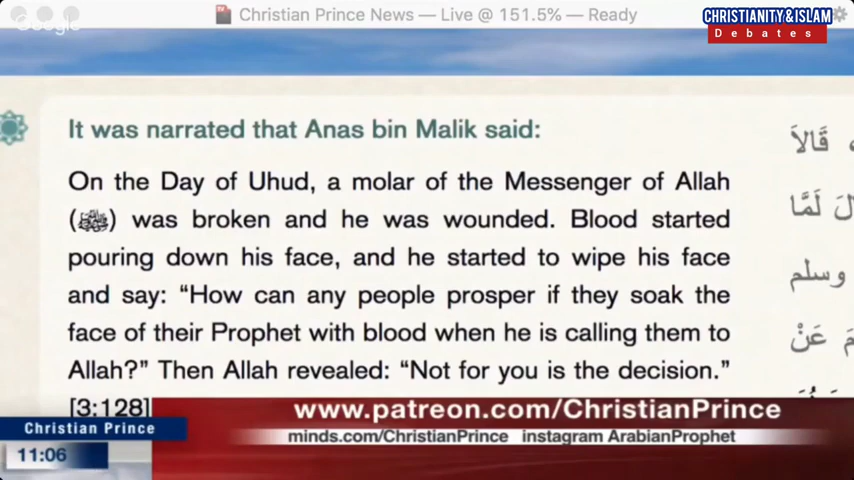 Christian Prince News — Live @ 151.5% — Ready
Google
CHRISTIANITY & ISLAM
Debates
It was narrated that Anas bin Malik said:
On the Day of Uhud, a molar of the Messenger of Allah
(ﷺ) was broken and he was wounded. Blood started
pouring down his face, and he started to wipe his face
and say: “How can any people prosper if they soak the
face of their Prophet with blood when he is calling them to
Allah?” Then Allah revealed: “Not for you is the decision.”
[3:128]
قَالاَ
لَمَّا
وسلم
عَنْ
www.patreon.com/ChristianPrince
Christian Prince
minds.com/ChristianPrince instagram ArabianProphet
11:06